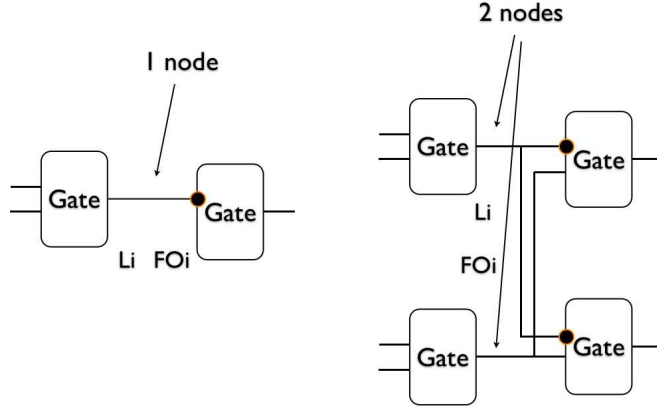 1 node
Gate
Gate
Li FOi
2 nodes
Gate
Gate
Li
FOi
Gate
Gate